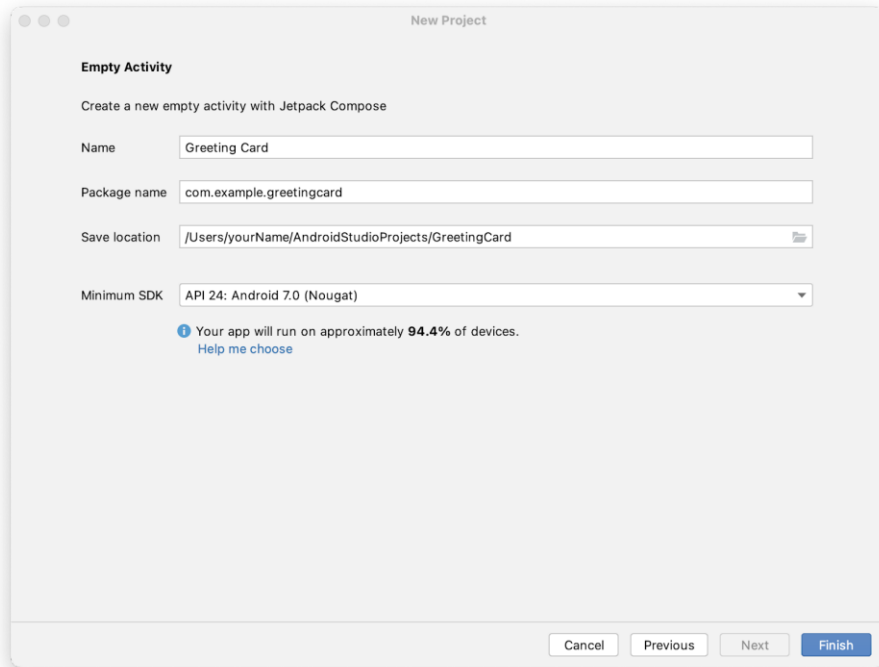 New Project
Empty Activity
Create a new empty activity with Jetpack Compose
Name Greeting Card
Package name com.example.greetingcard
Save location /Users/yourName/AndroidStudioProjects/GreetingCard
Minimum SDK API 24: Android 7.0 (Nougat)
Your app will run on approximately 94.4% of devices.
Help me choose
Cancel Previous Next Finish